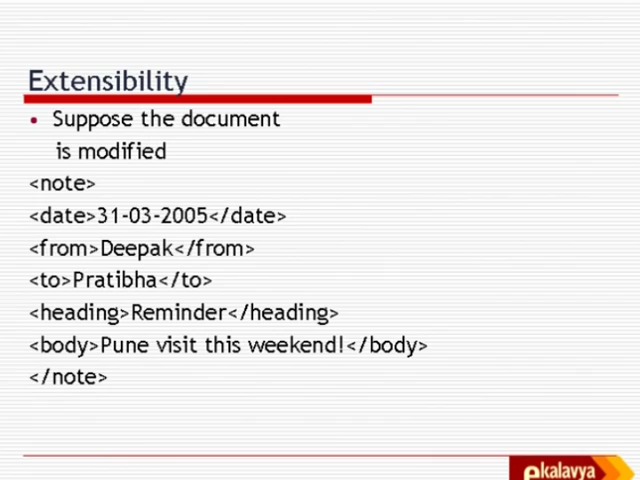 Extensibility
• Suppose the document
is modified
<note>
<date>31-03-2005</date>
<from>Deepak</from>
<to>Pratibha</to>
<heading>Reminder</heading>
<body>Pune visit this weekend!</body>
</note>
ekalavya